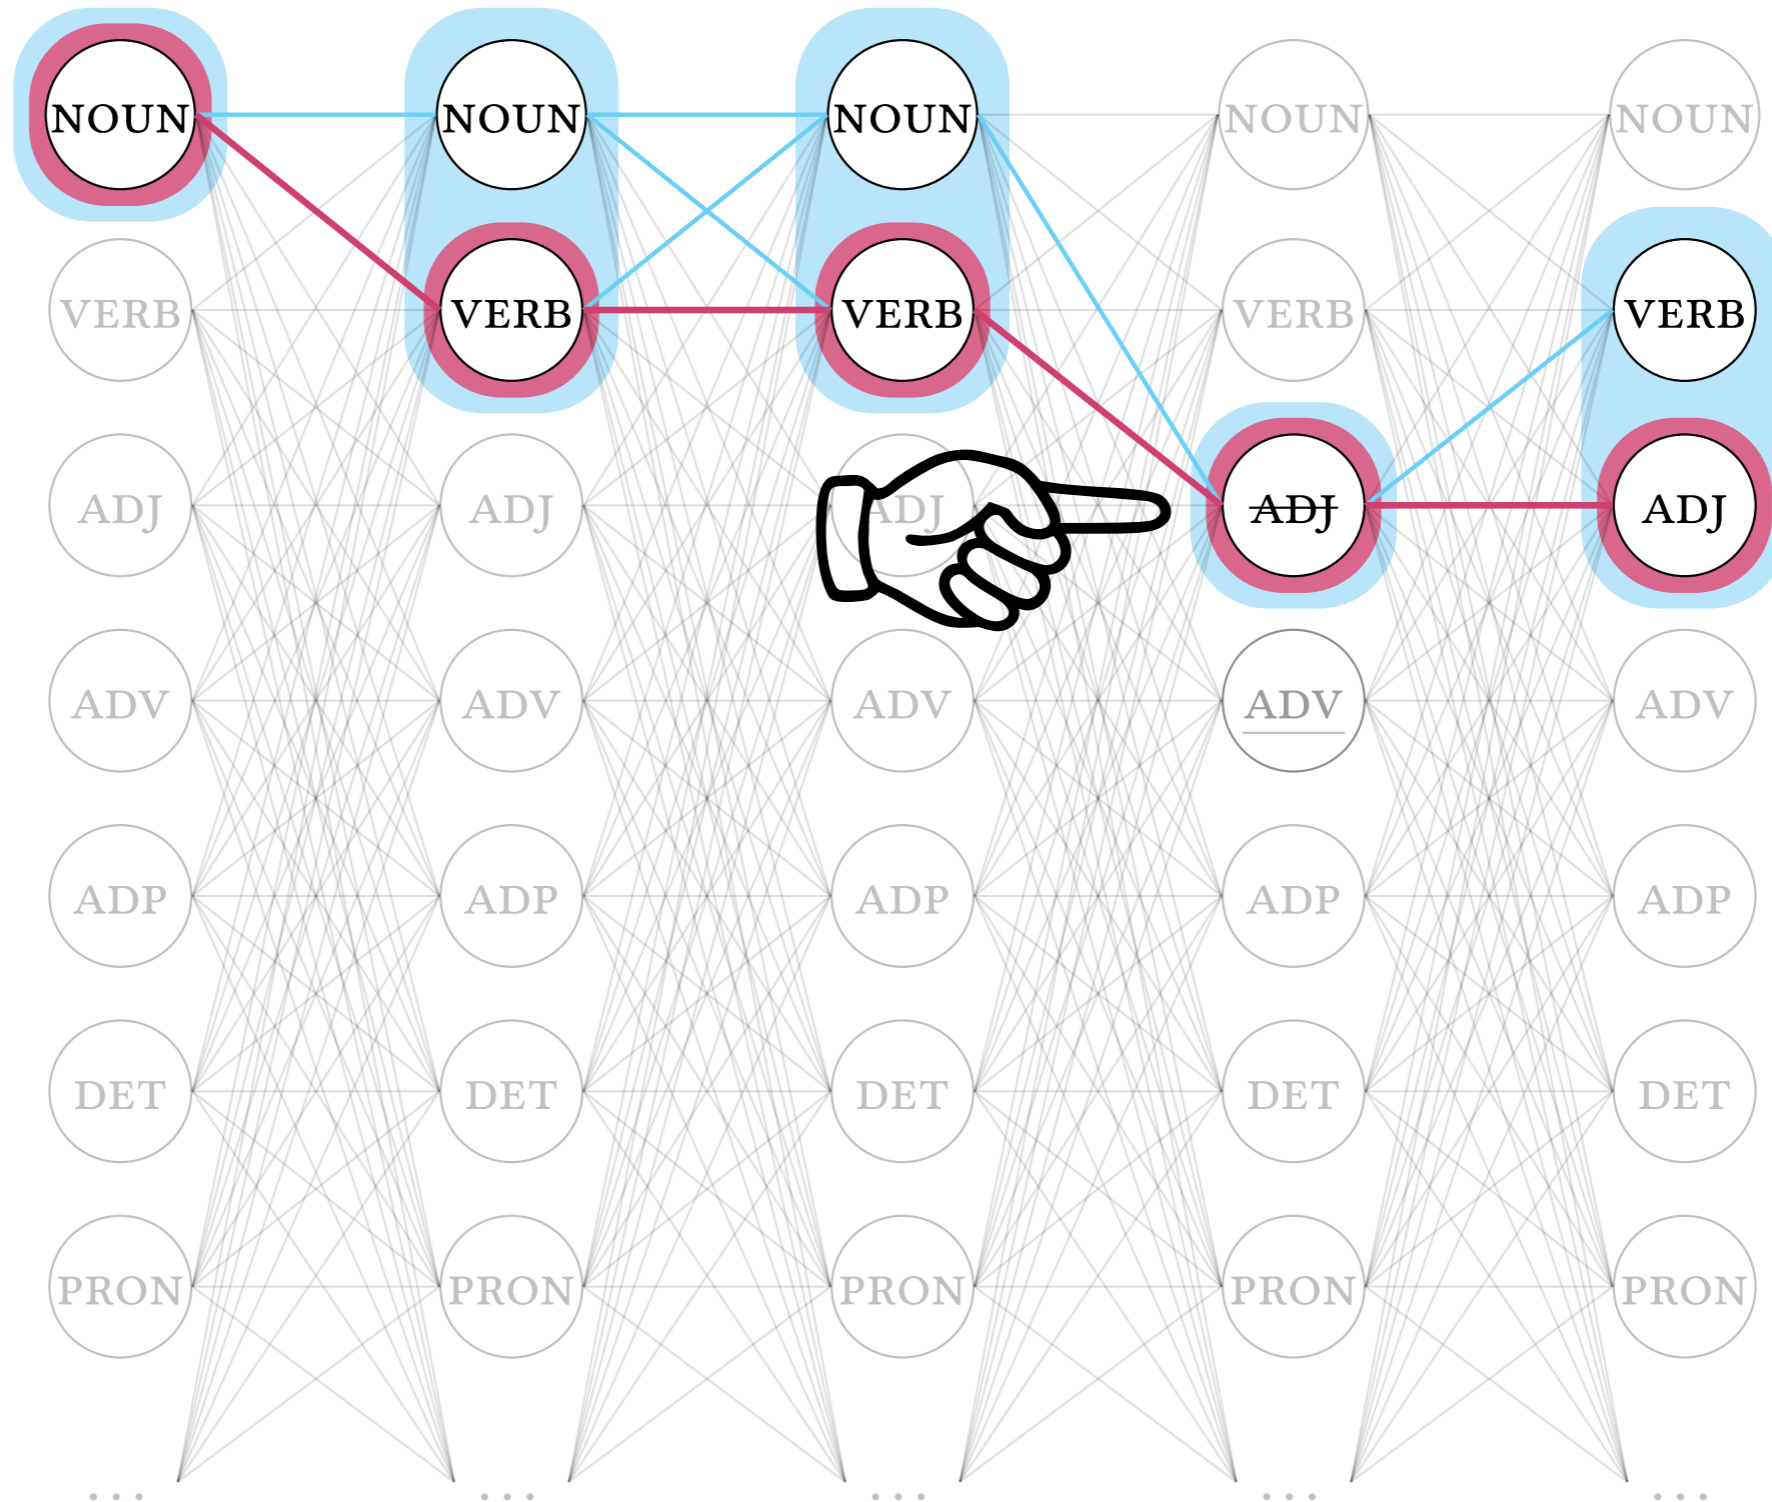 NOUN NOUN NOUN NOUN NOUN
VERB VERB VERB VERB VERB
ADJ ADJ ADJ ADJ ADJ
ADV ADV ADV ADV ADV
ADP ADP ADP ADP ADP
DET DET DET DET DET
PRON PRON PRON PRON PRON
... ... ... ... ...